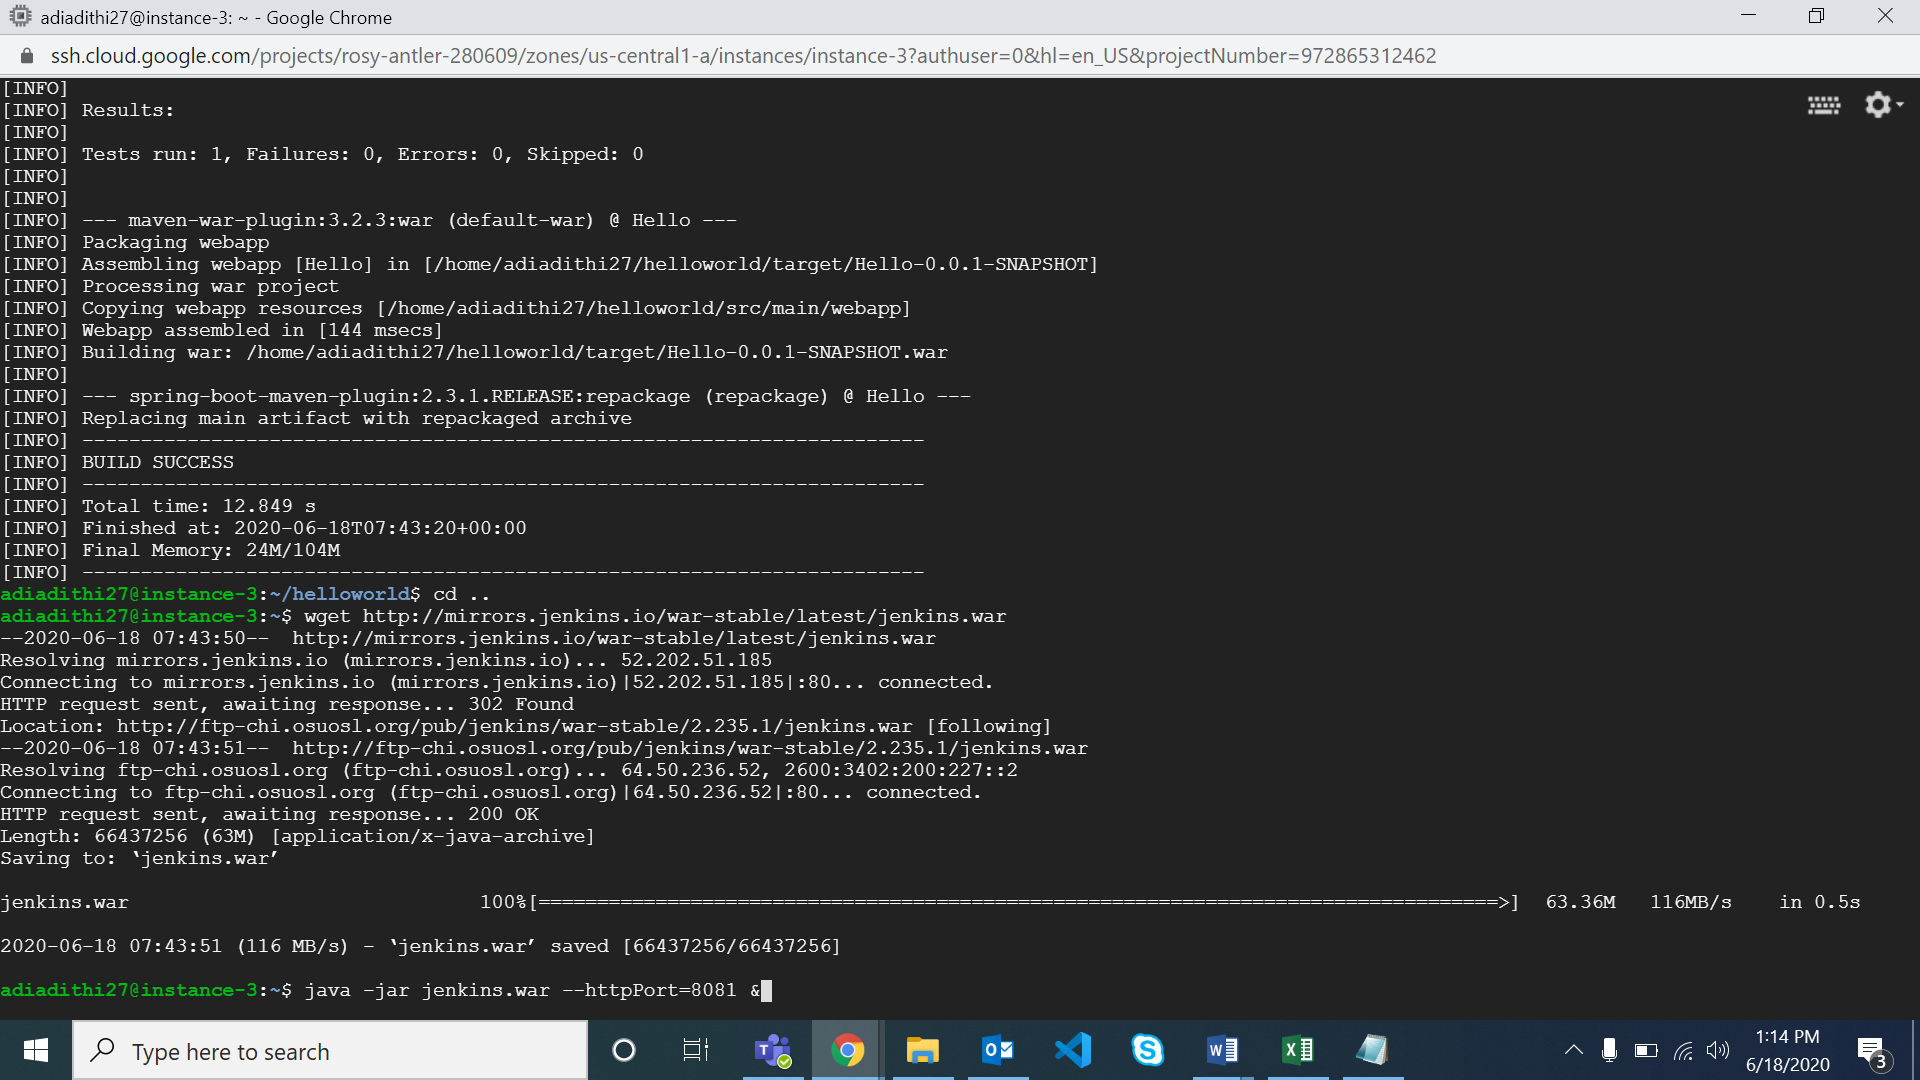 adiadithi27@instance-3: ~ - Google Chrome
ssh.cloud.google.com/projects/rosy-antler-280609/zones/us-central1-a/instances/instance-3?authuser=0&hl=en_US&projectNumber=972865312462
[INFO]
[INFO] Results:
[INFO]
[INFO] Tests run: 1, Failures: 0, Errors: 0, Skipped: 0
[INFO]
[INFO]
[INFO] --- maven-war-plugin:3.2.3:war (default-war) @ Hello ---
[INFO] Packaging webapp
[INFO] Assembling webapp [Hello] in [/home/adiadithi27/helloworld/target/Hello-0.0.1-SNAPSHOT]
[INFO] Processing war project
[INFO] Copying webapp resources [/home/adiadithi27/helloworld/src/main/webapp]
[INFO] Webapp assembled in [144 msecs]
[INFO] Building war: /home/adiadithi27/helloworld/target/Hello-0.0.1-SNAPSHOT.war
[INFO]
[INFO] --- spring-boot-maven-plugin:2.3.1.RELEASE:repackage (repackage) @ Hello ---
[INFO] Replacing main artifact with repackaged archive
[INFO] ------------------------------------------------------------------------
[INFO] BUILD SUCCESS
[INFO] ------------------------------------------------------------------------
[INFO] Total time: 12.849 s
[INFO] Finished at: 2020-06-18T07:43:20+00:00
[INFO] Final Memory: 24M/104M
[INFO] ------------------------------------------------------------------------
adiadithi27@instance-3:~/helloworld$ cd ..
adiadithi27@instance-3:~$ wget http://mirrors.jenkins.io/war-stable/latest/jenkins.war
--2020-06-18 07:43:50--  http://mirrors.jenkins.io/war-stable/latest/jenkins.war
Resolving mirrors.jenkins.io (mirrors.jenkins.io)... 52.202.51.185
Connecting to mirrors.jenkins.io (mirrors.jenkins.io)|52.202.51.185|:80... connected.
HTTP request sent, awaiting response... 302 Found
Location: http://ftp-chi.osuosl.org/pub/jenkins/war-stable/2.235.1/jenkins.war [following]
--2020-06-18 07:43:51--  http://ftp-chi.osuosl.org/pub/jenkins/war-stable/2.235.1/jenkins.war
Resolving ftp-chi.osuosl.org (ftp-chi.osuosl.org)... 64.50.236.52, 2600:3402:200:227::2
Connecting to ftp-chi.osuosl.org (ftp-chi.osuosl.org)|64.50.236.52|:80... connected.
HTTP request sent, awaiting response... 200 OK
Length: 66437256 (63M) [application/x-java-archive]
Saving to: ‘jenkins.war’
jenkins.war 100%[==================================================================================>] 63.36M 116MB/s in 0.5s
2020-06-18 07:43:51 (116 MB/s) - ‘jenkins.war’ saved [66437256/66437256]
adiadithi27@instance-3:~$ java -jar jenkins.war --httpPort=8081 &
Type here to search
1:14 PM
6/18/2020
3